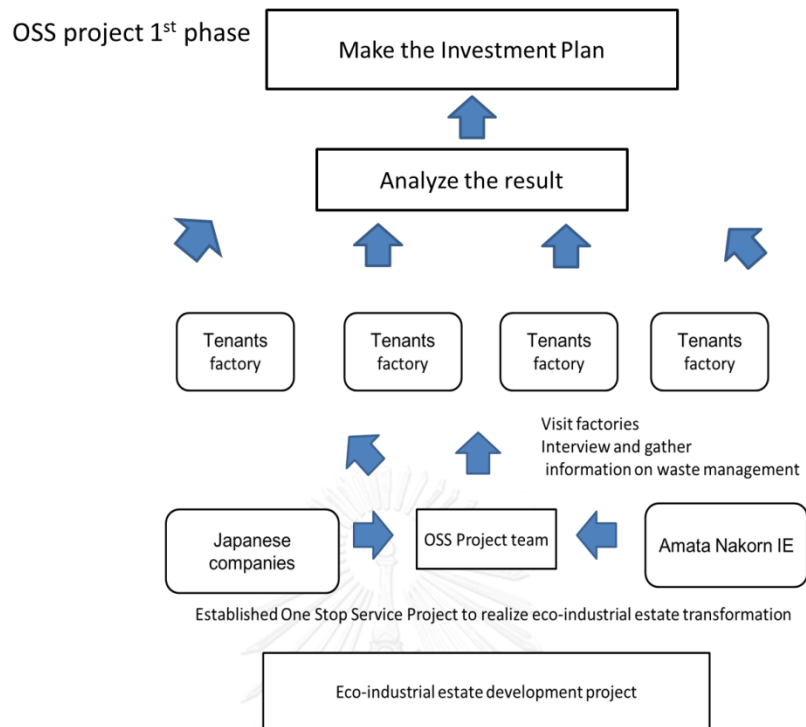 OSS project 1st phase
Make the Investment Plan
Analyze the result
Tenants
factory
Tenants
factory
Tenants
factory
Tenants
factory
Visit factories
Interview and gather
information on waste management
Japanese
companies
OSS Project team
Amata Nakorn IE
Established One Stop Service Project to realize eco-industrial estate transformation
Eco-industrial estate development project